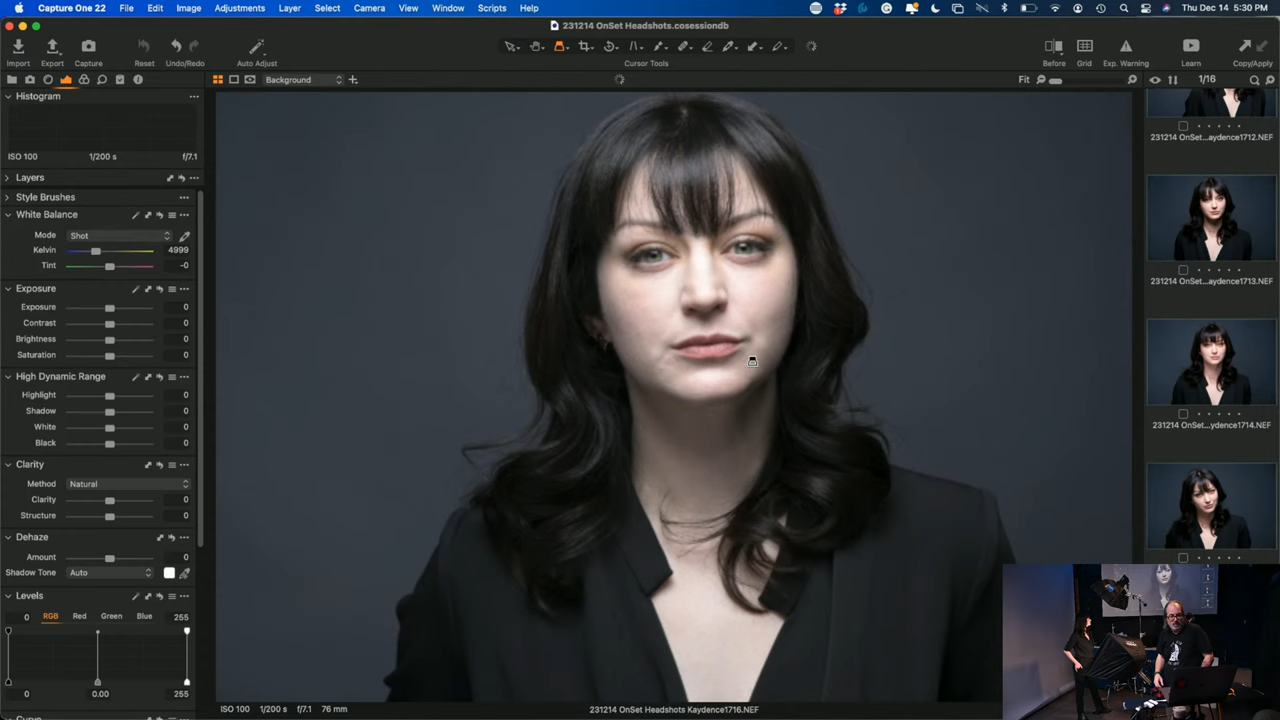 Capture One 22 File Edit Image Adjustments Layer Select Camera View Window Scripts Help Thu Dec 14 5:30 PM
231214 OnSet Headshots.cosessiondb
Import Export Capture Reset Undo/Redo Auto Adjust Cursor Tools Before Grid Exp. Warning Learn Copy/Apply
Background Fit 1/16
Histogram
ISO 100 1/200 s f/7.1
Layers
Style Brushes
White Balance
Mode Shot
Kelvin 4999
Tint -0
Exposure
Exposure 0
Contrast 0
Brightness 0
Saturation 0
High Dynamic Range
Highlight 0
Shadow 0
White 0
Black 0
Clarity
Method Natural
Clarity 0
Structure 0
Dehaze
Amount 0
Shadow Tone Auto
Levels
0 RGB Red Green Blue 255
0 0.00 255
231214 OnSet...aydence1712.NEF
231214 OnSet...aydence1713.NEF
231214 OnSet...ydence1714.NEF
ISO 100 1/200 s f/7.1 76 mm 231214 OnSet Headshots Kaydence1716.NEF